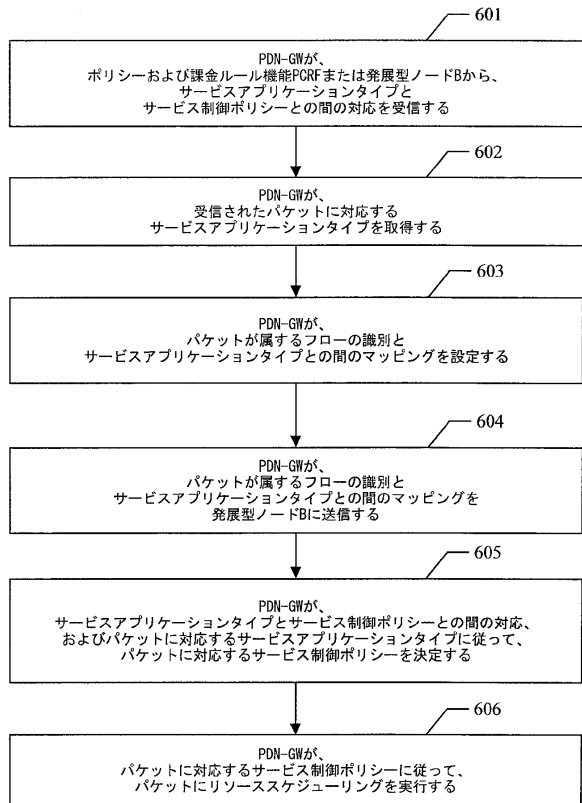 601
PDN-GWが、
ポリシーおよび課金ルール機能PCRFまたは発展型ノードBから、
サービスアプリケーションタイプと
サービス制御ポリシーとの間の対応を受信する
602
PDN-GWが、
受信されたパケットに対応する
サービスアプリケーションタイプを取得する
603
PDN-GWが、
パケットが属するフローの識別と
サービスアプリケーションタイプとの間のマッピングを設定する
604
PDN-GWが、
パケットが属するフローの識別と
サービスアプリケーションタイプとの間のマッピングを
発展型ノードBに送信する
605
PDN-GWが、
サービスアプリケーションタイプとサービス制御ポリシーとの間の対応、
およびパケットに対応するサービスアプリケーションタイプに従って、
パケットに対応するサービス制御ポリシーを決定する
606
PDN-GWが、
パケットに対応するサービス制御ポリシーに従って、
パケットにリソーススケジューリングを実行する